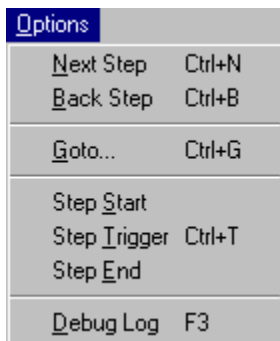 Options
Next Step Ctrl+N
Back Step Ctrl+B
Goto... Ctrl+G
Step Start
Step Trigger Ctrl+T
Step End
Debug Log F3